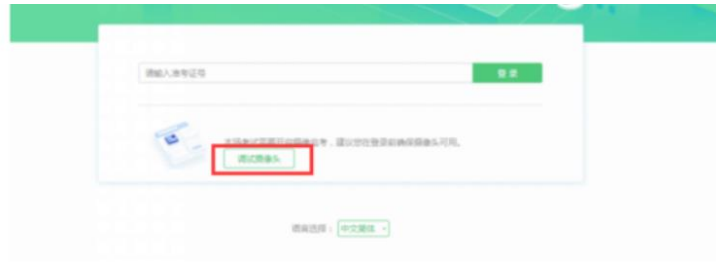 请输入准考证号
登 录
本场考试需要开启摄像监考，建议您在登录前确保摄像头可用。
调试摄像头
语言选择：中文简体